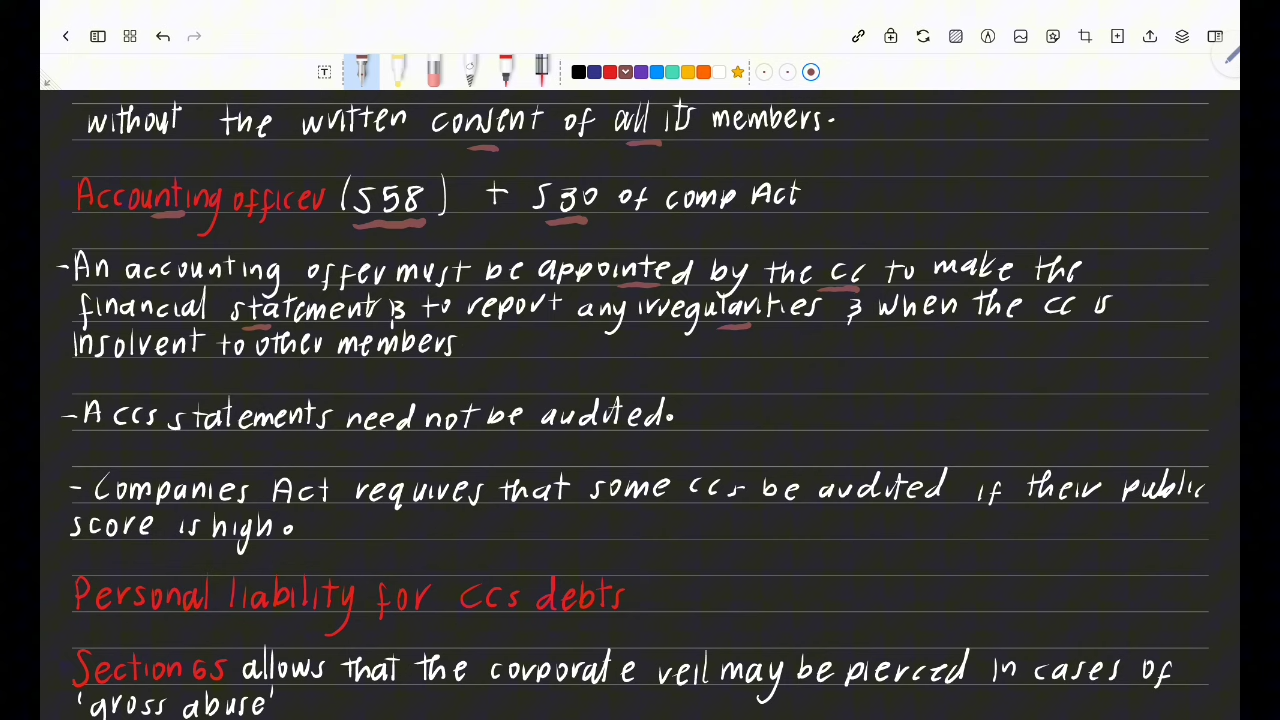 without the written consent of all its members.
Accounting officer (S58) + S30 of comp Act
- An accounting offer must be appointed by the cc to make the
financial statement & to report any irregularities & when the cc is
insolvent to other members
- A CCs statements need not be audited.
- Companies Act requires that some CCs be audited if their public
score is high.
Personal liability for CCs debts
Section 65 allows that the corporate veil may be pierced in cases of
'gross abuse'